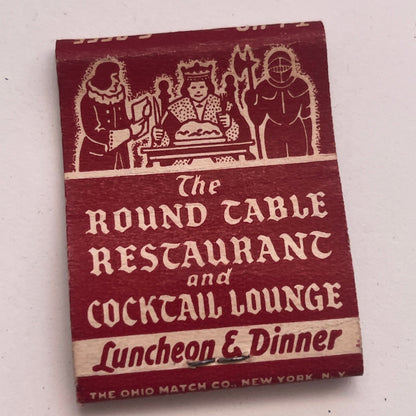 The
ROUND TABLE
RESTAURANT
and
COCKTAIL LOUNGE
Luncheon & Dinner
THE OHIO MATCH CO., NEW YORK, N.Y.